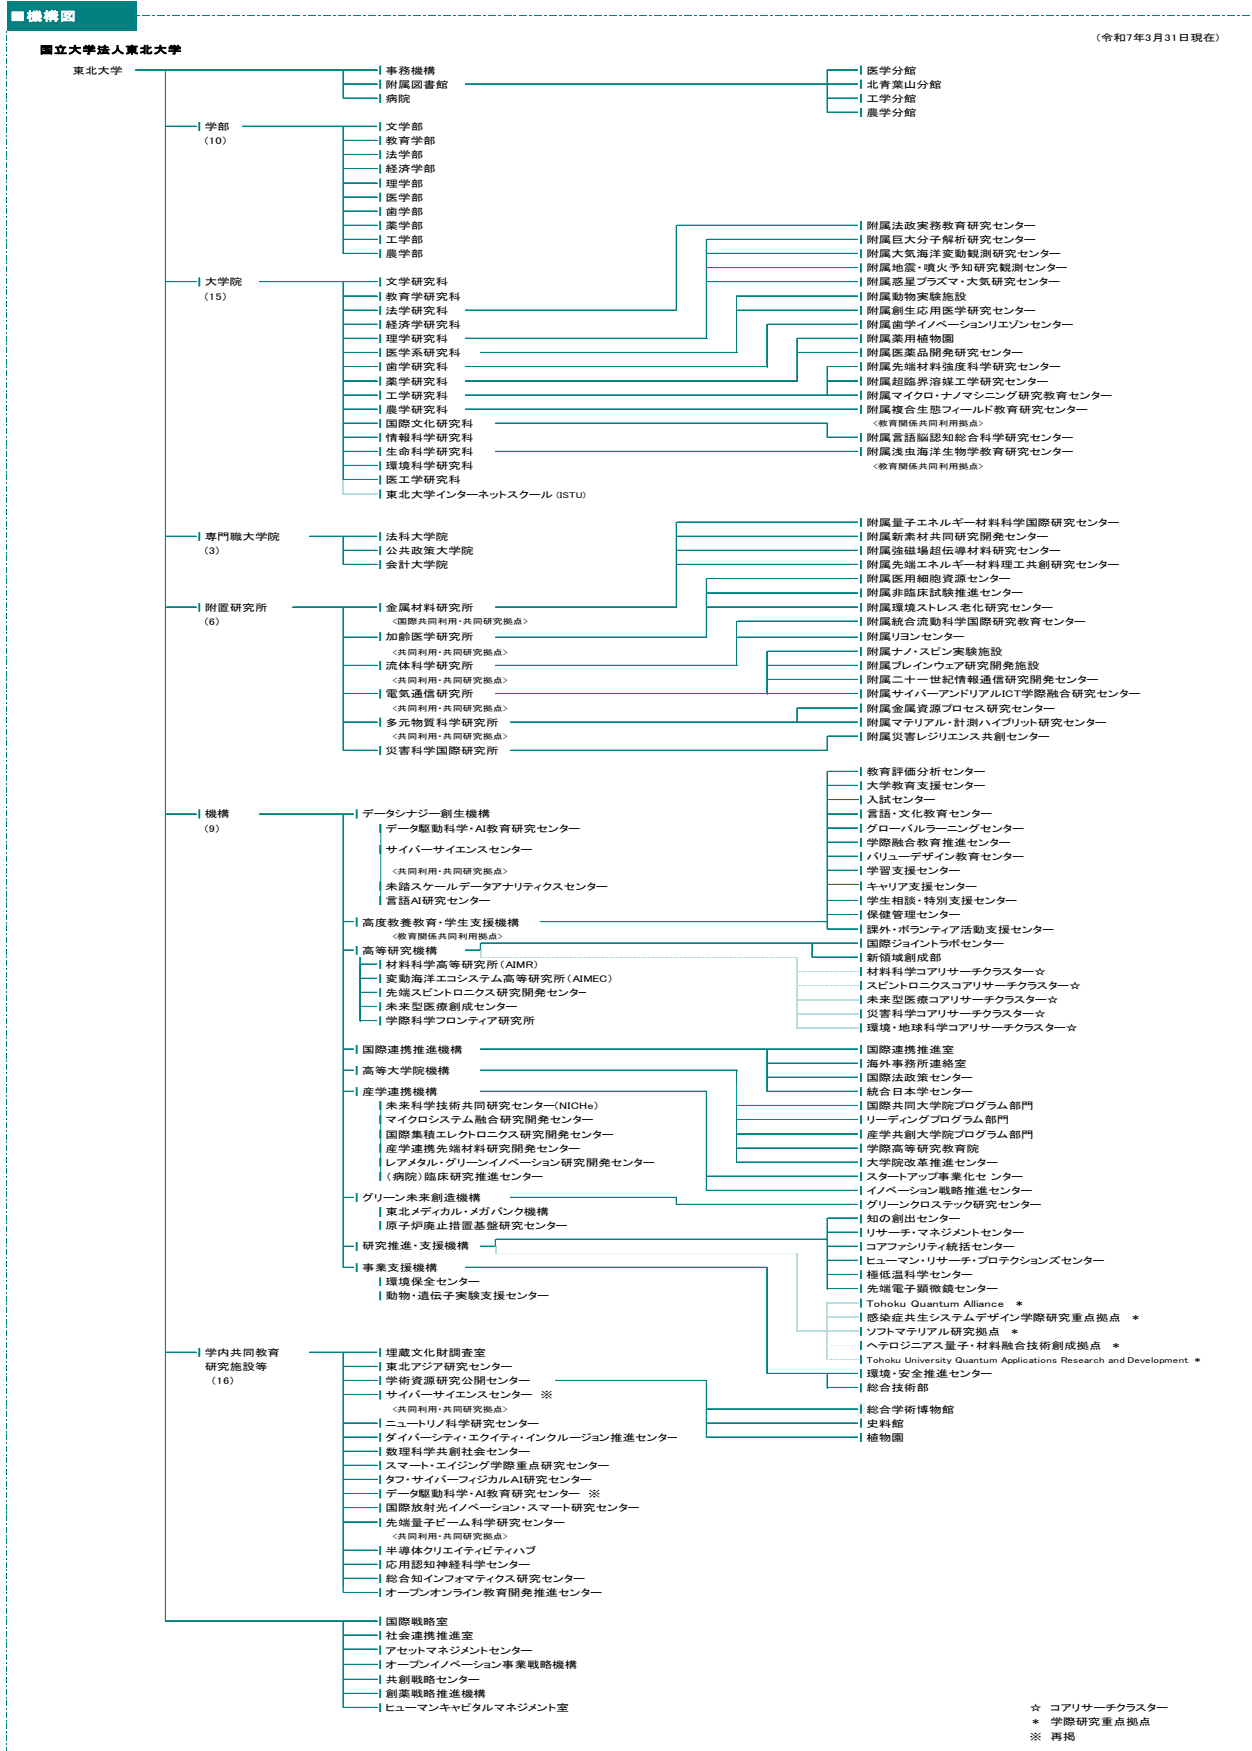 ■機構図
(令和7年3月31日現在)
国立大学法人東北大学
東北大学
事務機構
附属図書館
病院
医学分館
北青葉山分館
工学分館
農学分館
学部
(10)
文学部
教育学部
法学部
経済学部
理学部
医学部
歯学部
薬学部
工学部
農学部
大学院
(15)
文学研究科
教育学研究科
法学研究科
経済学研究科
理学研究科
医学系研究科
歯学研究科
薬学研究科
工学研究科
農学研究科
国際文化研究科
情報科学研究科
生命科学研究科
環境科学研究科
医工学研究科
東北大学インターネットスクール (ISTU)
附属法政実務教育研究センター
附属巨大分子解析研究センター
附属大気海洋変動観測研究センター
附属地震・噴火予知研究観測センター
附属惑星プラズマ・大気研究センター
附属動物実験施設
附属創生応用医学研究センター
附属歯学イノベーションリエゾンセンター
附属薬用植物園
附属医薬品開発研究センター
附属先端材料強度科学研究センター
附属超臨界溶媒工学研究センター
附属マイクロ・ナノマシニング研究教育センター
附属複合生態フィールド教育研究センター
<教育関係共同利用拠点>
附属言語脳認知総合科学研究センター
附属浅虫海洋生物学教育研究センター
<教育関係共同利用拠点>
専門職大学院
(3)
法科大学院
公共政策大学院
会計大学院
附置研究所
(6)
金属材料研究所
<国際共同利用・共同研究拠点>
加齢医学研究所
<共同利用・共同研究拠点>
流体科学研究所
<共同利用・共同研究拠点>
電気通信研究所
<共同利用・共同研究拠点>
多元物質科学研究所
<共同利用・共同研究拠点>
災害科学国際研究所
附属量子エネルギー材料科学国際研究センター
附属新素材共同研究開発センター
附属強磁場超伝導材料研究センター
附属先端エネルギー材料理工共創研究センター
附属医用細胞資源センター
附属非臨床試験推進センター
附属環境ストレス老化研究センター
附属統合流動科学国際研究教育センター
附属リヨンセンター
附属ナノ・スピン実験施設
附属ブレインウェア研究開発施設
附属二十一世紀情報通信研究開発センター
附属サイバーアンドリアルICT学際融合研究センター
附属金属資源プロセス研究センター
附属マテリアル・計測ハイブリット研究センター
附属災害レジリエンス共創センター
機構
(9)
データシナジー創生機構
データ駆動科学・AI教育研究センター
サイバーサイエンスセンター
<共同利用・共同研究拠点>
未踏スケールデータアナリティクスセンター
言語AI研究センター
高度教養教育・学生支援機構
<教育関係共同利用拠点>
高等研究機構
材料科学高等研究所(AIMR)
変動海洋エコシステム高等研究所(AIMEC)
先端スピントロニクス研究開発センター
未来型医療創成センター
学際科学フロンティア研究所
国際連携推進機構
高等大学院機構
産学連携機構
未来科学技術共同研究センター(NICHe)
マイクロシステム融合研究開発センター
国際集積エレクトロニクス研究開発センター
産学連携先端材料研究開発センター
レアメタル・グリーンイノベーション研究開発センター
(病院)臨床研究推進センター
グリーン未来創造機構
東北メディカル・メガバンク機構
原子炉廃止措置基盤研究センター
研究推進・支援機構
事業支援機構
環境保全センター
動物・遺伝子実験支援センター
教育評価分析センター
大学教育支援センター
入試センター
言語・文化教育センター
グローバルラーニングセンター
学際融合教育推進センター
バリューデザイン教育センター
学習支援センター
キャリア支援センター
学生相談・特別支援センター
保健管理センター
課外・ボランティア活動支援センター
国際ジョイントラボセンター
新領域創成部
材料科学コアリサーチクラスター☆
スピントロニクスコアリサーチクラスター☆
未来型医療コアリサーチクラスター☆
災害科学コアリサーチクラスター☆
環境・地球科学コアリサーチクラスター☆
国際連携推進室
海外事務所連絡室
国際法政策センター
統合日本学センター
国際共同大学院プログラム部門
リーディングプログラム部門
産学共創大学院プログラム部門
学際高等研究教育院
大学院改革推進センター
スタートアップ事業化センター
イノベーション戦略推進センター
グリーンクロステック研究センター
知の創出センター
リサーチ・マネジメントセンター
コアファシリティ統括センター
ヒューマン・リサーチ・プロテクションズセンター
極低温科学センター
先端電子顕微鏡センター
Tohoku Quantum Alliance *
感染症共生システムデザイン学際研究重点拠点 *
ソフトマテリアル研究拠点 *
ヘテロジニアス量子・材料融合技術創成拠点 *
Tohoku University Quantum Applications Research and Development *
環境・安全推進センター
総合技術部
学内共同教育
研究施設等
(16)
埋蔵文化財調査室
東北アジア研究センター
学術資源研究公開センター
サイバーサイエンスセンター ※
<共同利用・共同研究拠点>
ニュートリノ科学研究センター
ダイバーシティ・エクイティ・インクルージョン推進センター
数理科学共創社会センター
スマート・エイジング学際重点研究センター
タフ・サイバーフィジカルAI研究センター
データ駆動科学・AI教育研究センター ※
国際放射光イノベーション・スマート研究センター
先端量子ビーム科学研究センター
<共同利用・共同研究拠点>
半導体クリエイティビティハブ
応用認知神経科学センター
総合知インフォマティクス研究センター
オープンオンライン教育開発推進センター
総合学術博物館
史料館
植物園
国際戦略室
社会連携推進室
アセットマネジメントセンター
オープンイノベーション事業戦略機構
共創戦略センター
創薬戦略推進機構
ヒューマンキャピタルマネジメント室
☆ コアリサーチクラスター
* 学際研究重点拠点
※ 再掲